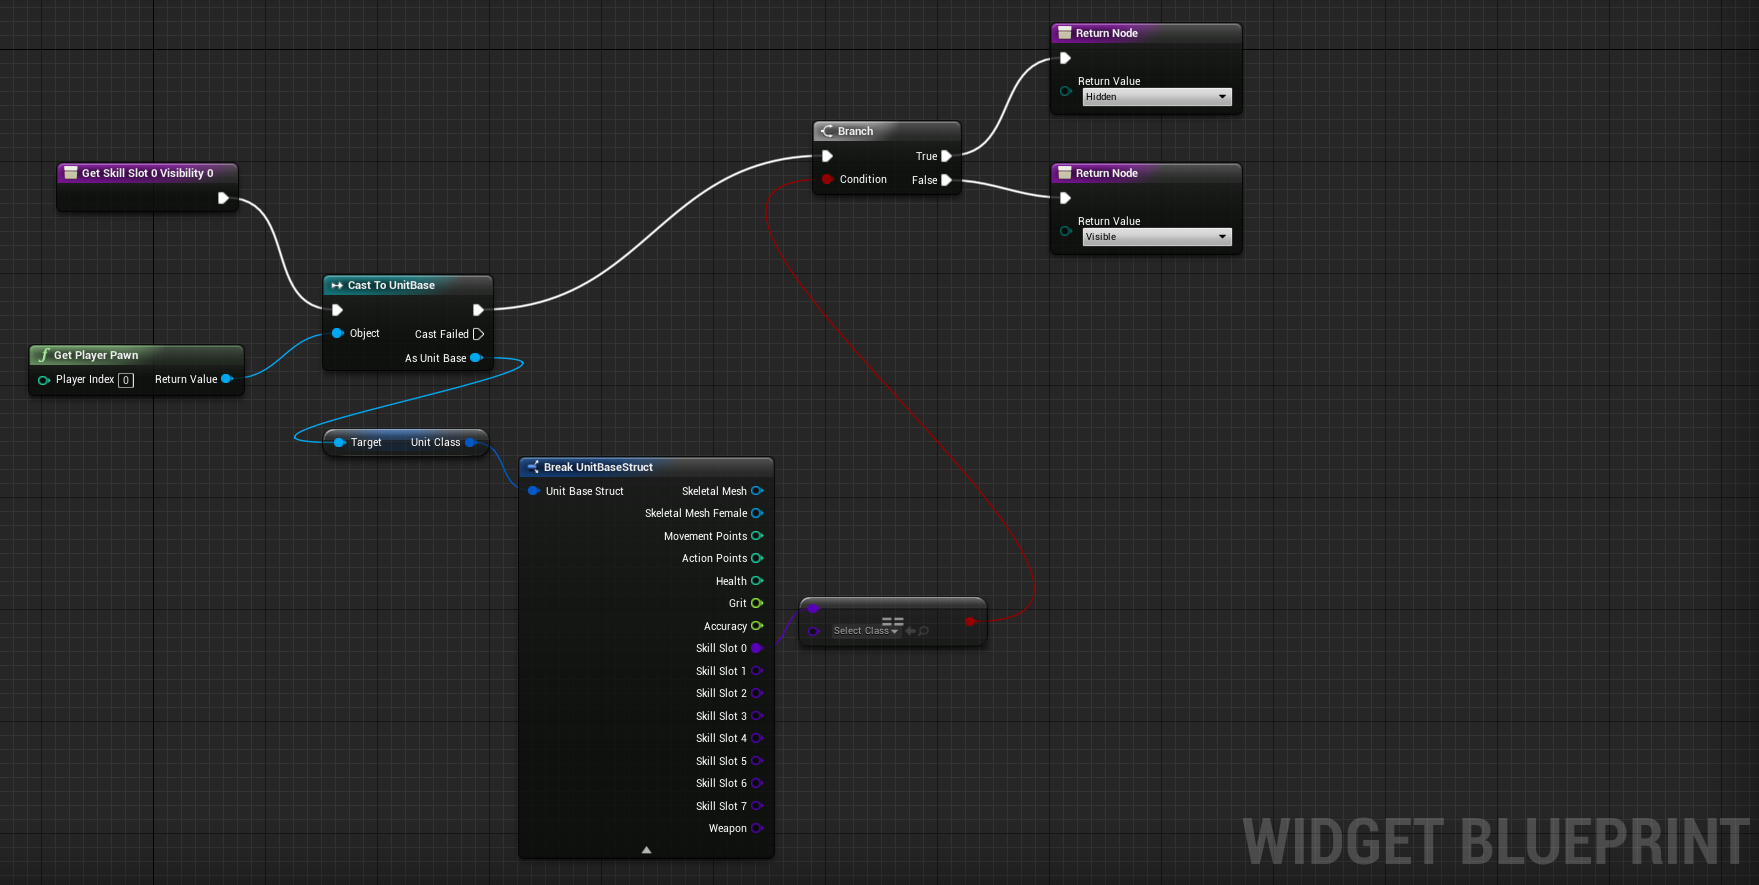 Return Node
Return Value
Hidden
Branch
True
Condition
False
Get Skill Slot 0 Visibility 0
Return Node
Return Value
Visible
Cast To UnitBase
Object
Cast Failed
As Unit Base
Get Player Pawn
Player Index 0
Return Value
Target
Unit Class
Break UnitBaseStruct
Unit Base Struct
Skeletal Mesh
Skeletal Mesh Female
Movement Points
Action Points
Health
Grit
Accuracy
Skill Slot 0
Skill Slot 1
Skill Slot 2
Skill Slot 3
Skill Slot 4
Skill Slot 5
Skill Slot 6
Skill Slot 7
Weapon
==
Select Class
WIDGET BLUEPRINT